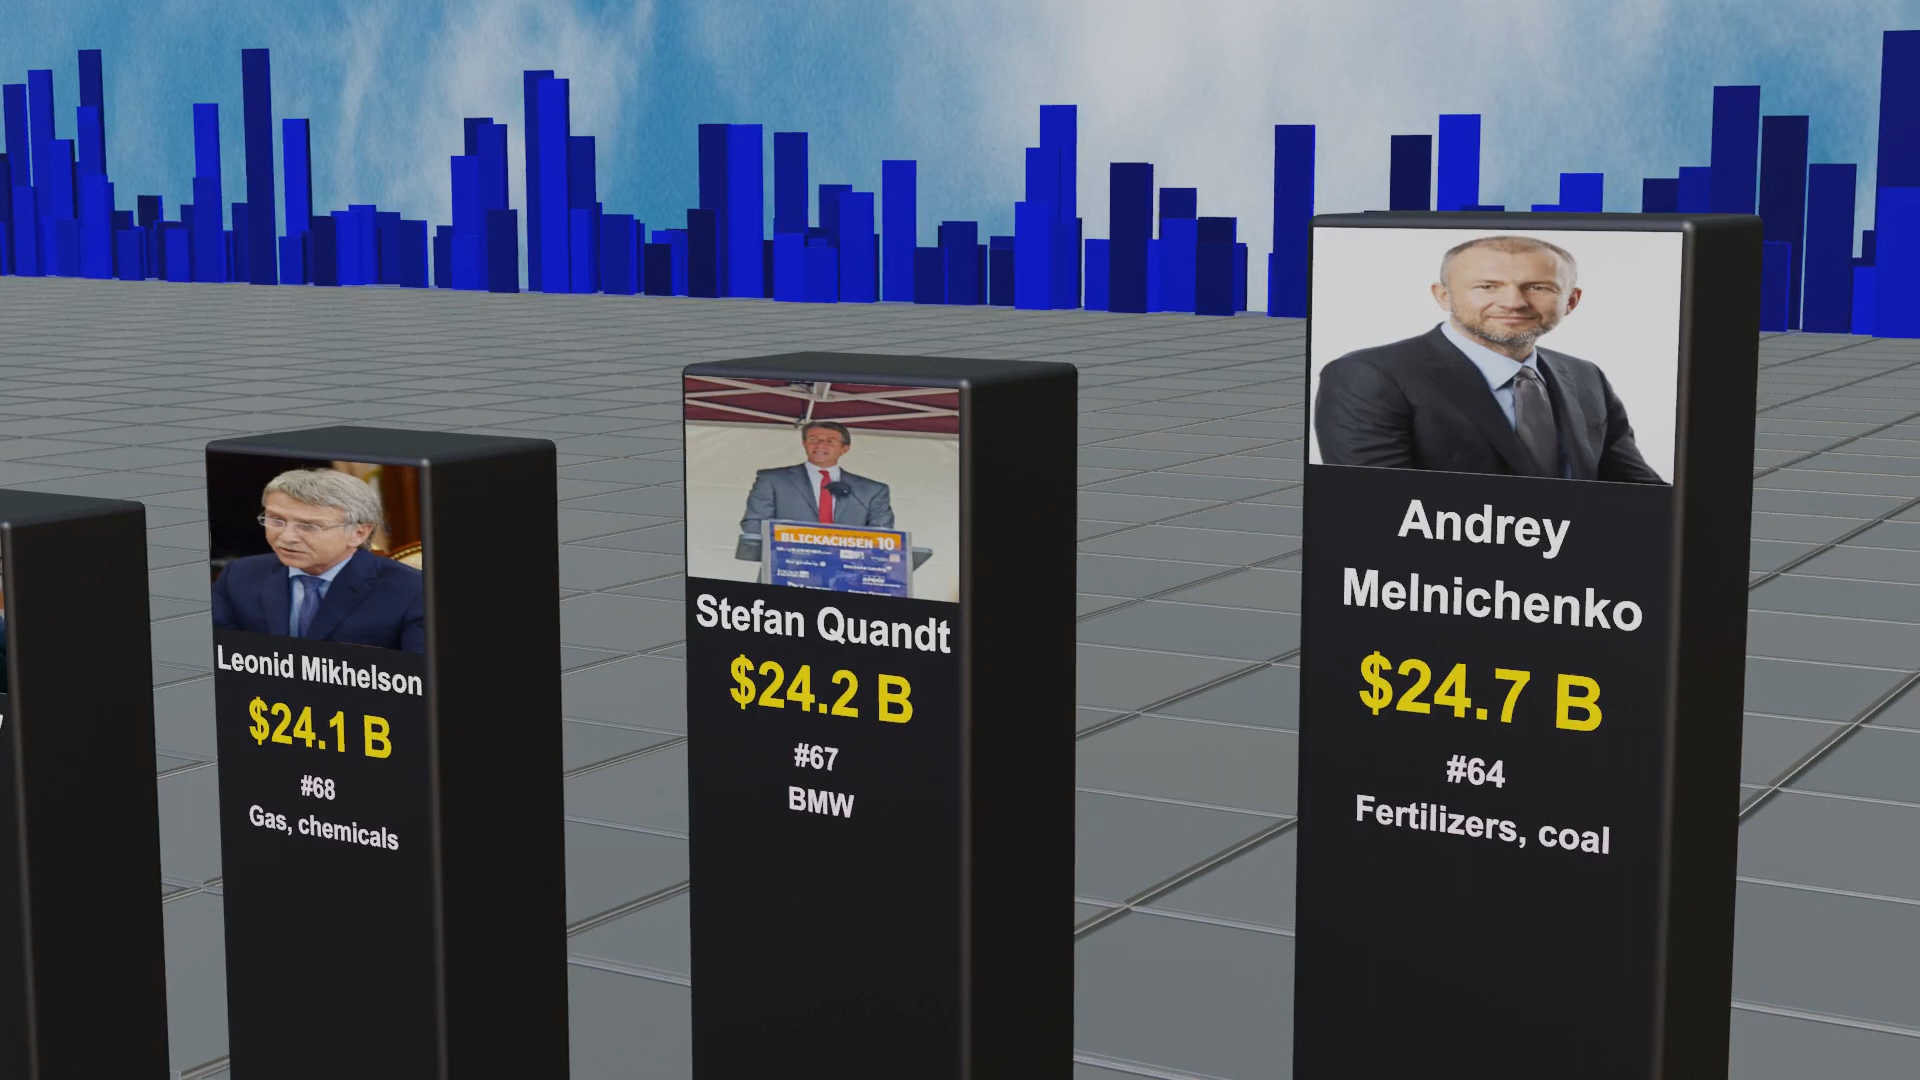 Leonid Mikhelson
$24.1 B
#68
Gas, chemicals
BLICKACHSEN 10
Stefan Quandt
$24.2 B
#67
BMW
Andrey
Melnichenko
$24.7 B
#64
Fertilizers, coal